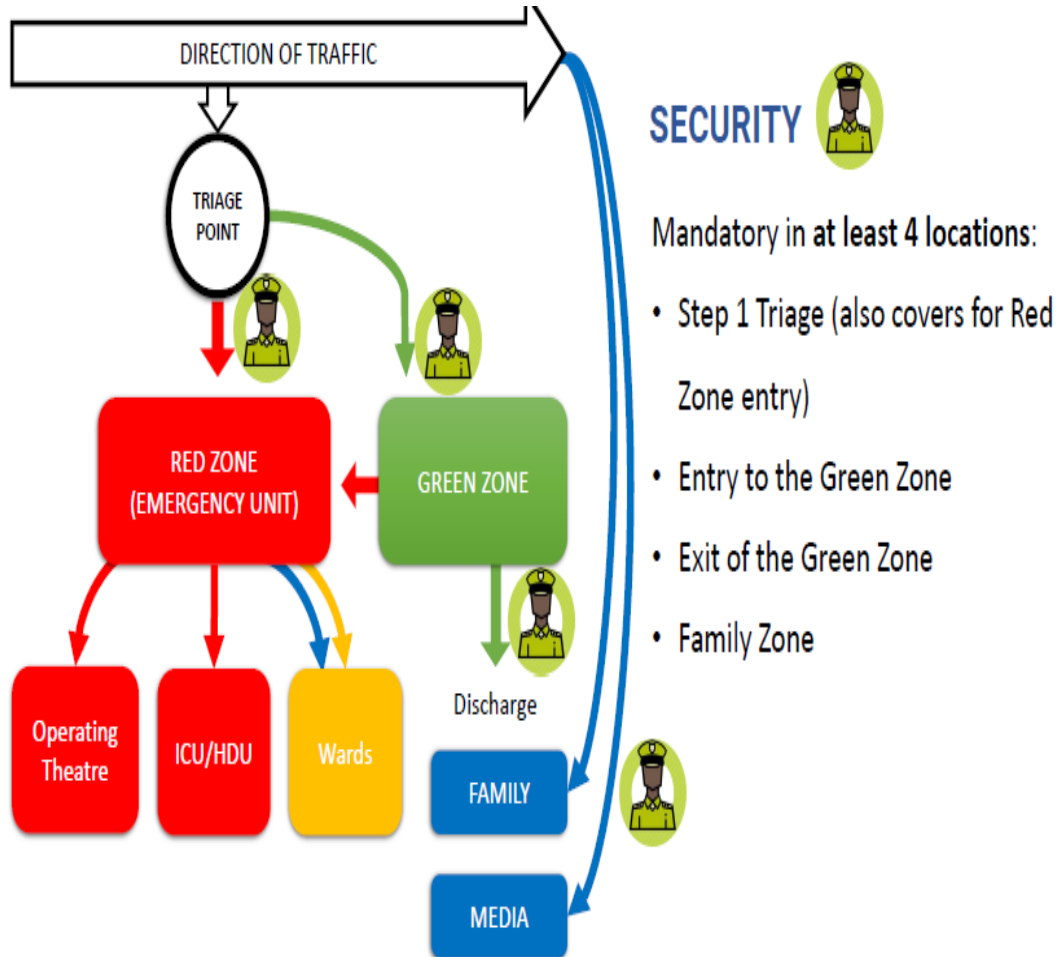 DIRECTION OF TRAFFIC
TRIAGE
POINT
RED ZONE
(EMERGENCY UNIT)
GREEN ZONE
Operating
Theatre
ICU/HDU
Wards
Discharge
FAMILY
MEDIA
SECURITY
Mandatory in at least 4 locations:
• Step 1 Triage (also covers for Red
Zone entry)
• Entry to the Green Zone
• Exit of the Green Zone
• Family Zone